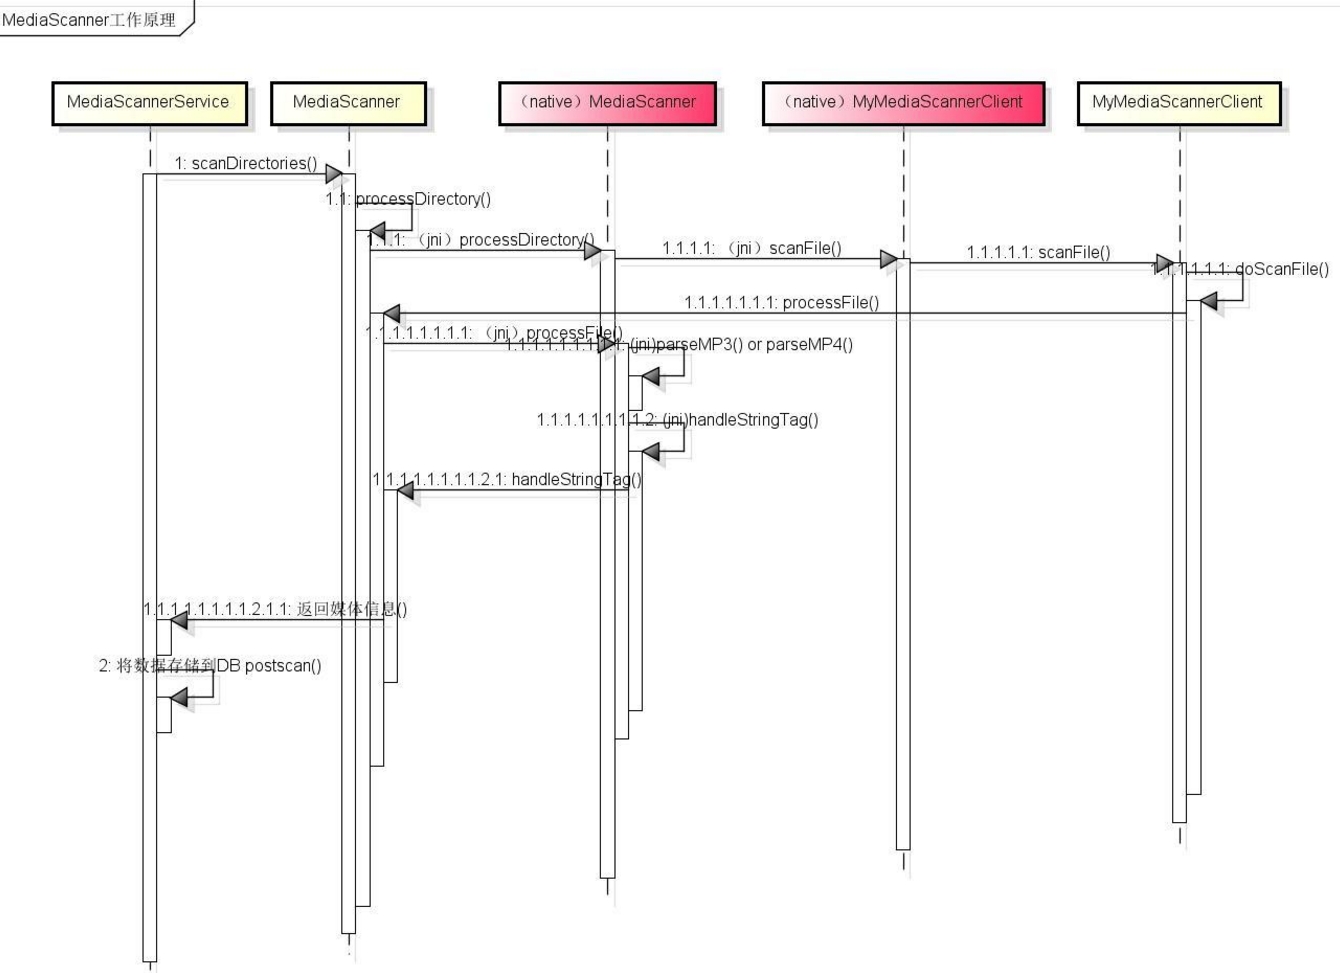 MediaScanner工作原理
MediaScannerService
MediaScanner
（native）MediaScanner
（native）MyMediaScannerClient
MyMediaScannerClient
1: scanDirectories()
1.1: processDirectory()
1.1.1: （jni）processDirectory()
1.1.1.1: （jni）scanFile()
1.1.1.1.1: scanFile()
1.1.1.1.1.1: doScanFile()
1.1.1.1.1.1.1: processFile()
1.1.1.1.1.1.1.1: （jni）processFile()
1.1.1.1.1.1.1.1.1: (jni)parseMP3() or parseMP4()
1.1.1.1.1.1.1.1.2: (jni)handleStringTag()
1.1.1.1.1.1.1.1.2.1: handleStringTag()
1.1.1.1.1.1.1.1.2.1.1: 返回媒体信息()
2: 将数据存储到DB postscan()